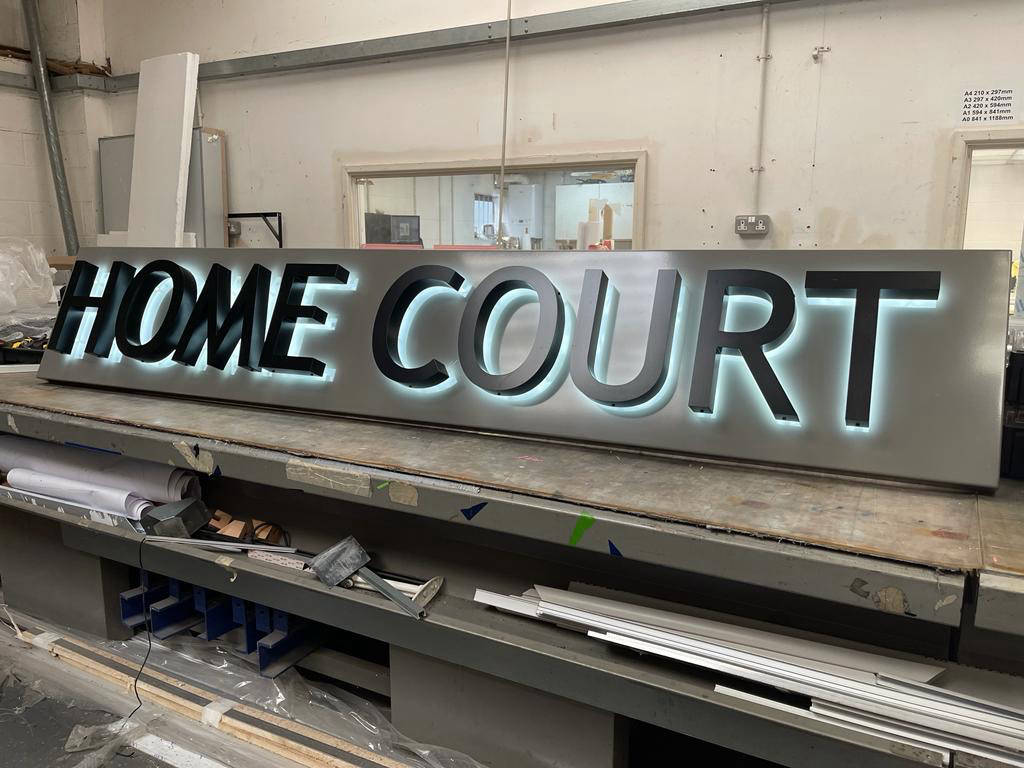 HOME COURT
A4 210 x 297mm
A3 297 x 420mm
A2 420 x 594mm
A1 594 x 841mm
A0 841 x 1188mm